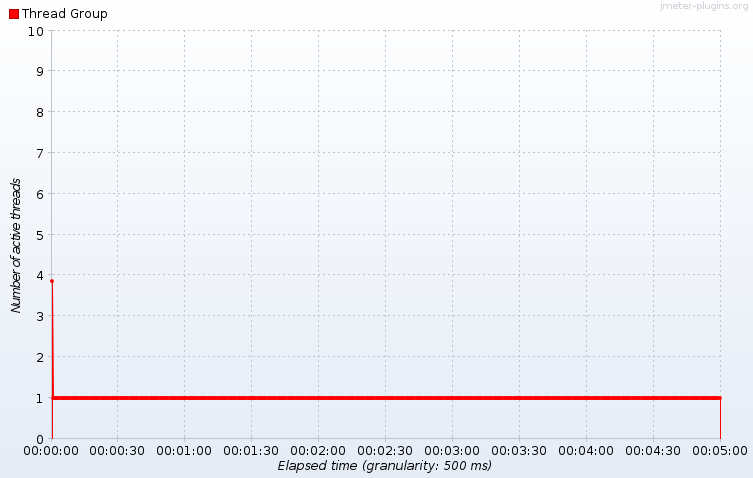 jmeter-plugins.org
Thread Group
10
9
8
7
6
5
4
3
2
1
0
Number of active threads
00:00:00 00:00:30 00:01:00 00:01:30 00:02:00 00:02:30 00:03:00 00:03:30 00:04:00 00:04:30 00:05:00
Elapsed time (granularity: 500 ms)